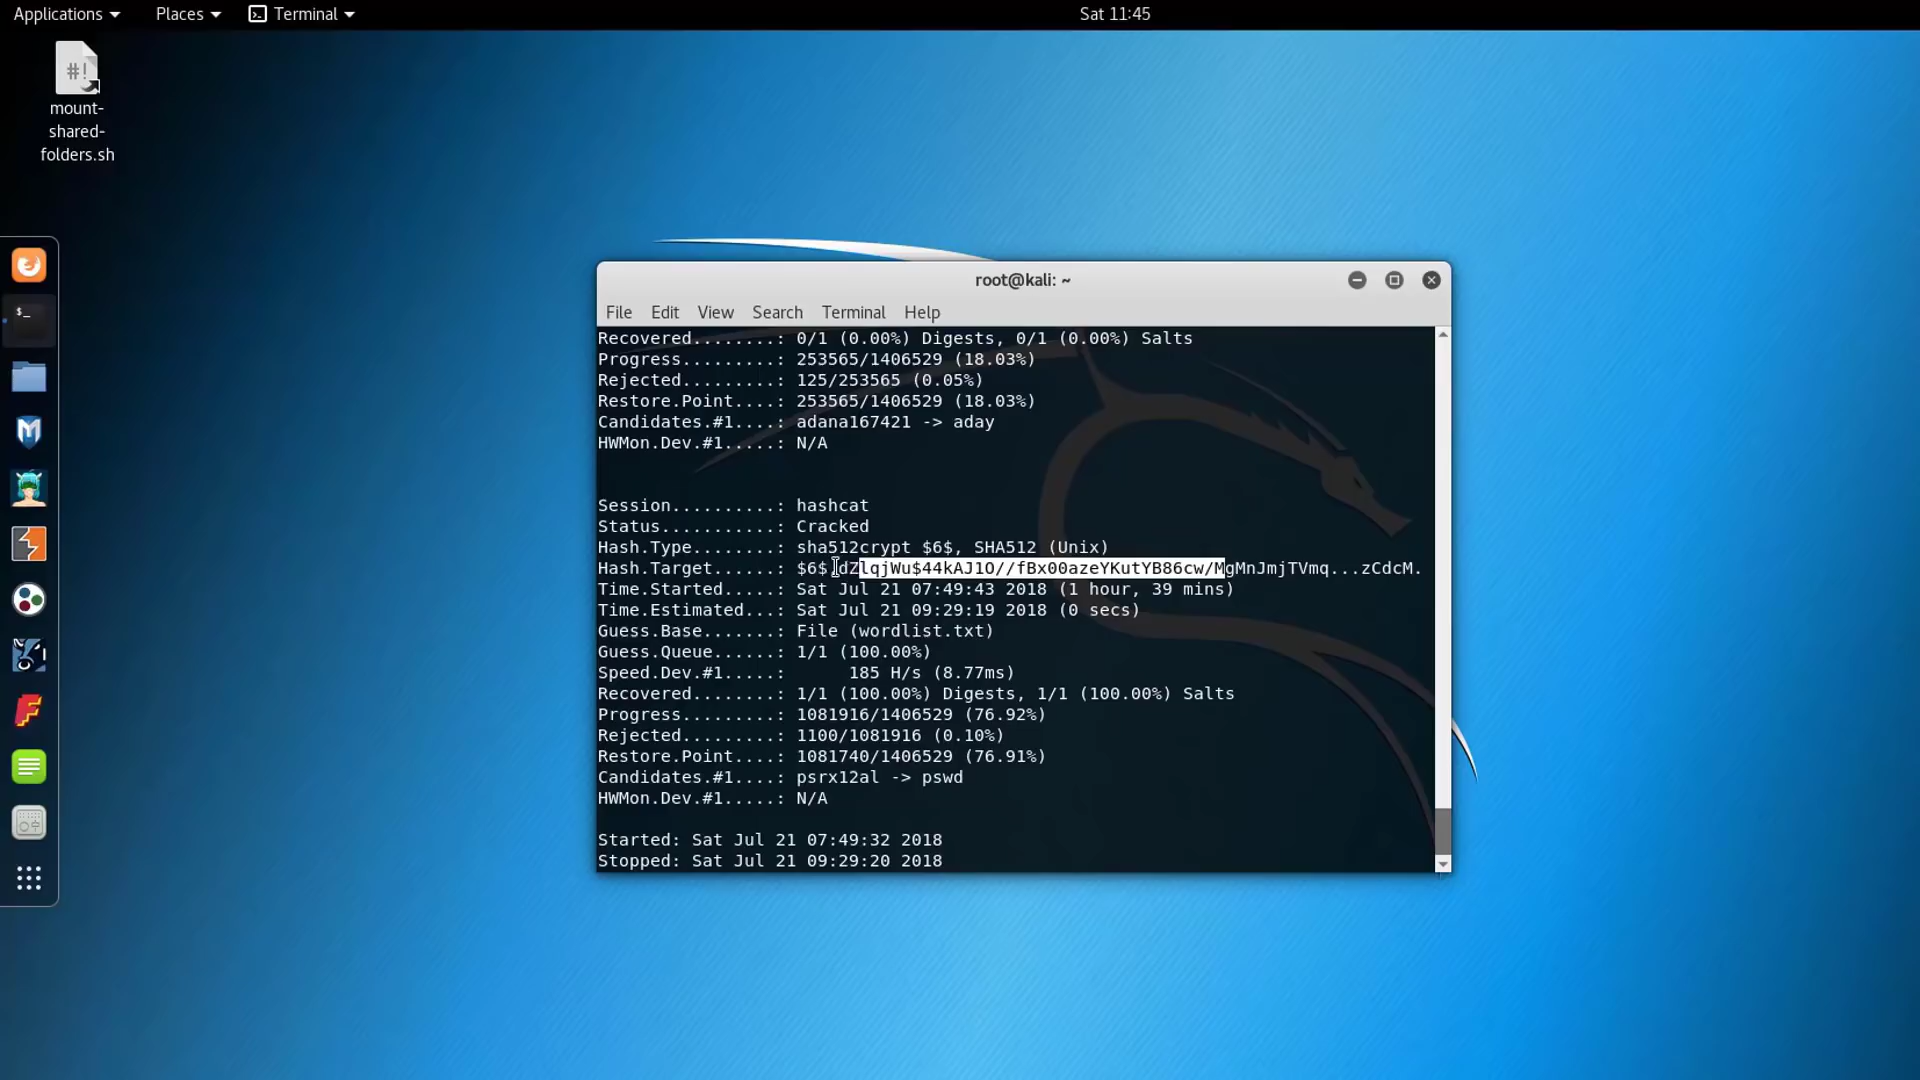 Applications
Places
Terminal
Sat 11:45
mount-
shared-
folders.sh
root@kali: ~
File Edit View Search Terminal Help
Recovered........: 0/1 (0.00%) Digests, 0/1 (0.00%) Salts
Progress.........: 253565/1406529 (18.03%)
Rejected.........: 125/253565 (0.05%)
Restore.Point....: 253565/1406529 (18.03%)
Candidates.#1....: adana167421 -> aday
HWMon.Dev.#1.....: N/A
Session..........: hashcat
Status...........: Cracked
Hash.Type........: sha512crypt $6$, SHA512 (Unix)
Hash.Target......: dZlqjWu$44kAJ1O//fBx00azeYKutYB86cw/MgMnJmjTVmq...zCdcM.
Time.Started.....: Sat Jul 21 07:49:43 2018 (1 hour, 39 mins)
Time.Estimated...: Sat Jul 21 09:29:19 2018 (0 secs)
Guess.Base.......: File (wordlist.txt)
Guess.Queue......: 1/1 (100.00%)
Speed.Dev.#1.....: 185 H/s (8.77ms)
Recovered........: 1/1 (100.00%) Digests, 1/1 (100.00%) Salts
Progress.........: 1081916/1406529 (76.92%)
Rejected.........: 1100/1081916 (0.10%)
Restore.Point....: 1081740/1406529 (76.91%)
Candidates.#1....: psrx12al -> pswd
HWMon.Dev.#1.....: N/A
Started: Sat Jul 21 07:49:32 2018
Stopped: Sat Jul 21 09:29:20 2018